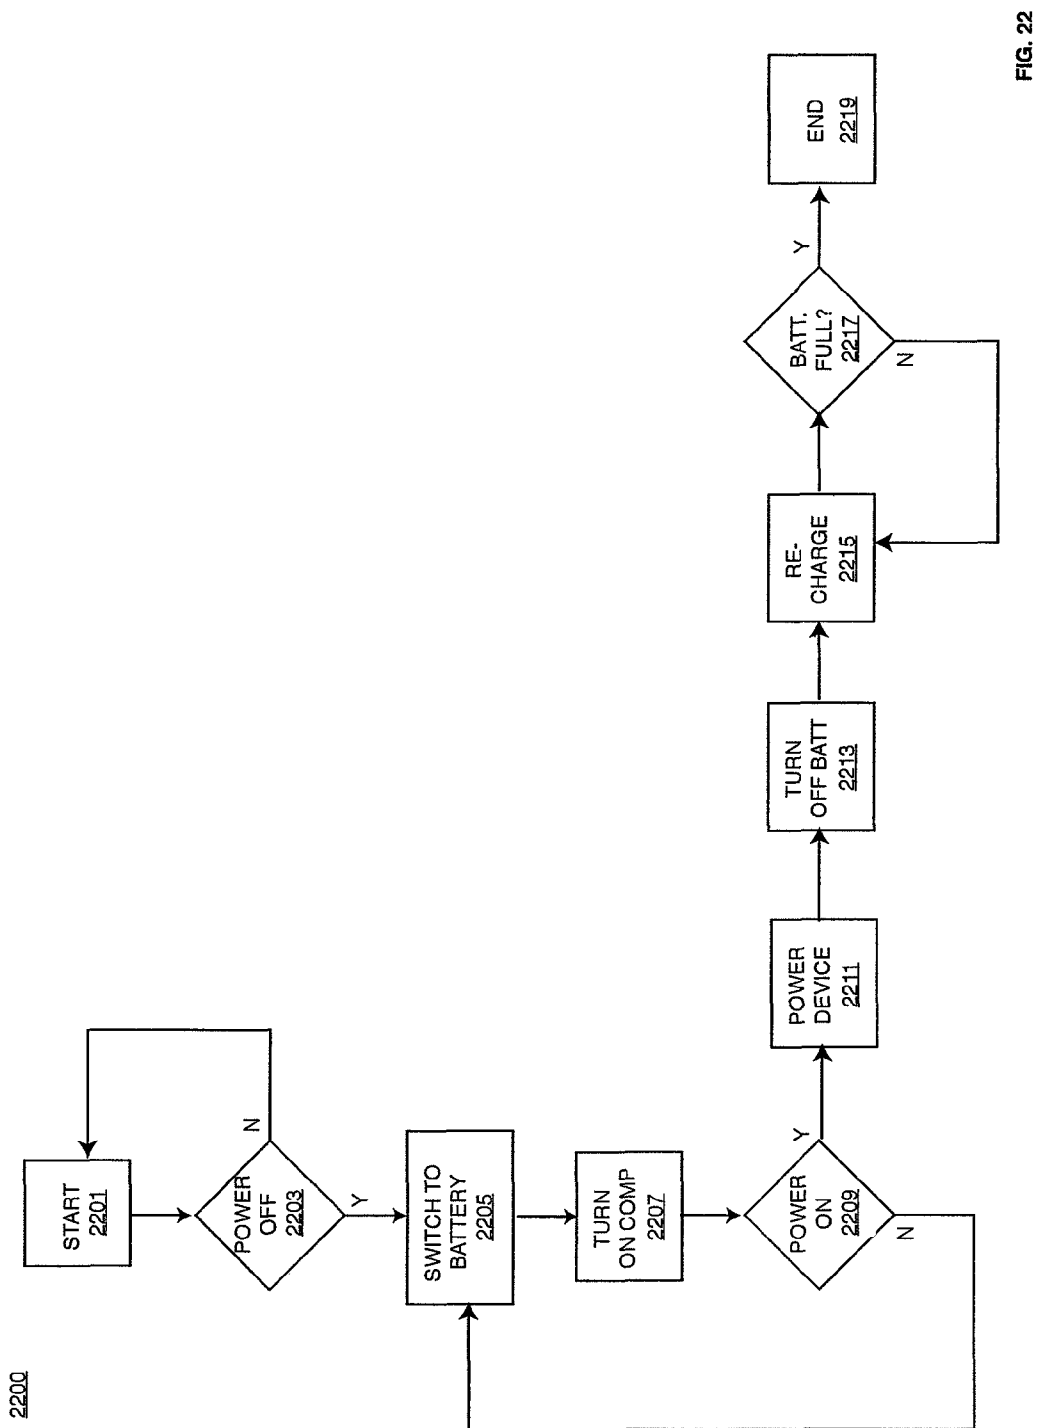 2200
START
2201
POWER
OFF
2203
N
Y
SWITCH TO
BATTERY
2205
TURN
ON COMP
2207
POWER
ON
2209
Y
N
POWER
DEVICE
2211
TURN
OFF BATT
2213
RE-
CHARGE
2215
BATT.
FULL?
2217
Y
N
END
2219
FIG. 22